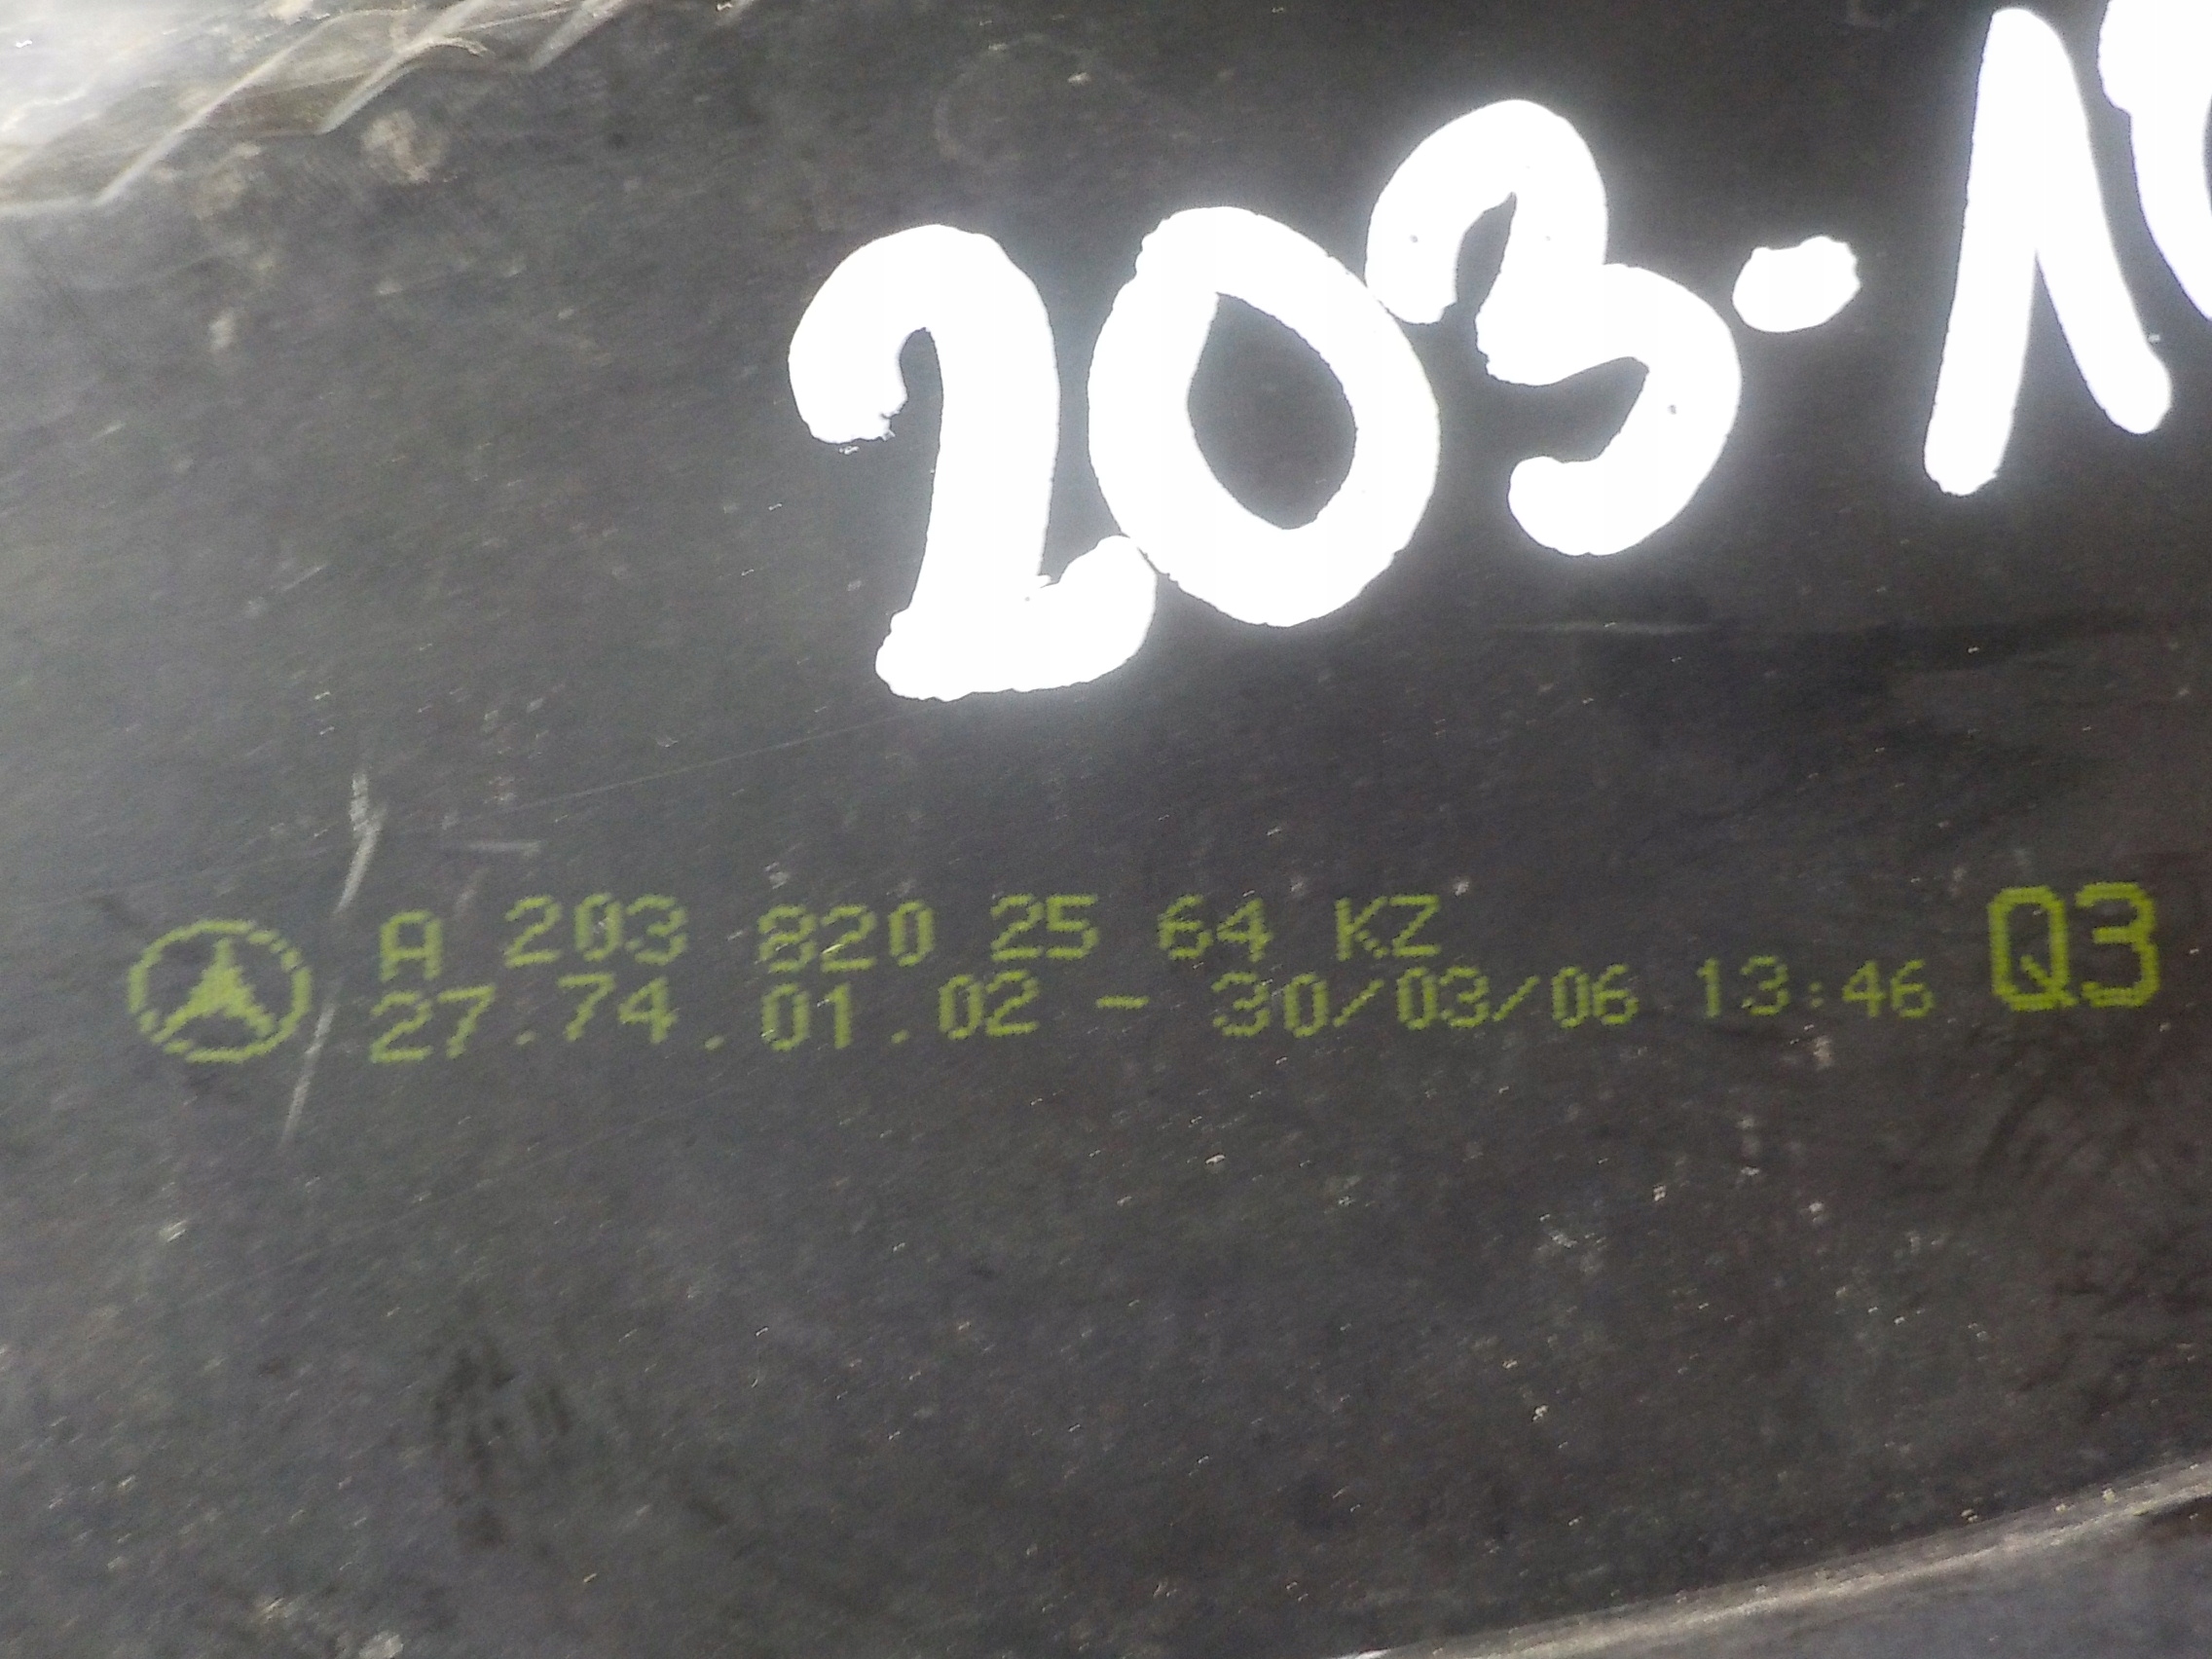 203-1
A 203 820 25 64 KZ
27.74.01.02 - 30/03/06 13:46 Q3